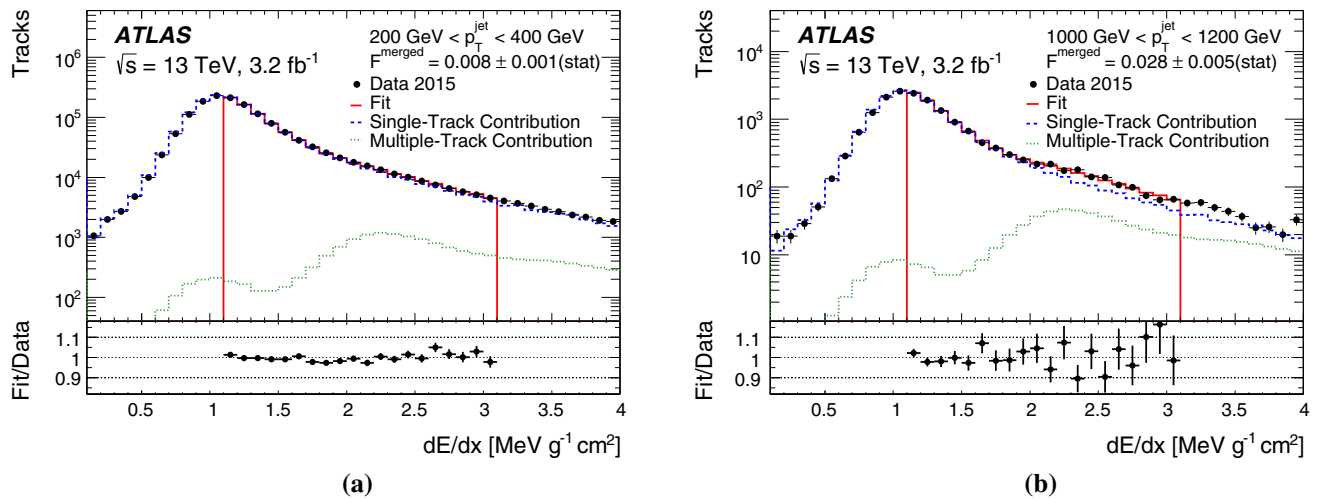 Tracks
10⁶
10⁵
10⁴
10³
10²
ATLAS
√s = 13 TeV, 3.2 fb⁻¹
200 GeV < p_T^jet < 400 GeV
F^merged = 0.008 ± 0.001(stat)
Data 2015
Fit
Single-Track Contribution
Multiple-Track Contribution
Fit/Data
1.1
1
0.9
0.5 1 1.5 2 2.5 3 3.5 4
dE/dx [MeV g⁻¹ cm²]
(a)
Tracks
10⁴
10³
10²
10
ATLAS
√s = 13 TeV, 3.2 fb⁻¹
1000 GeV < p_T^jet < 1200 GeV
F^merged = 0.028 ± 0.005(stat)
Data 2015
Fit
Single-Track Contribution
Multiple-Track Contribution
Fit/Data
1.1
1
0.9
0.5 1 1.5 2 2.5 3 3.5 4
dE/dx [MeV g⁻¹ cm²]
(b)